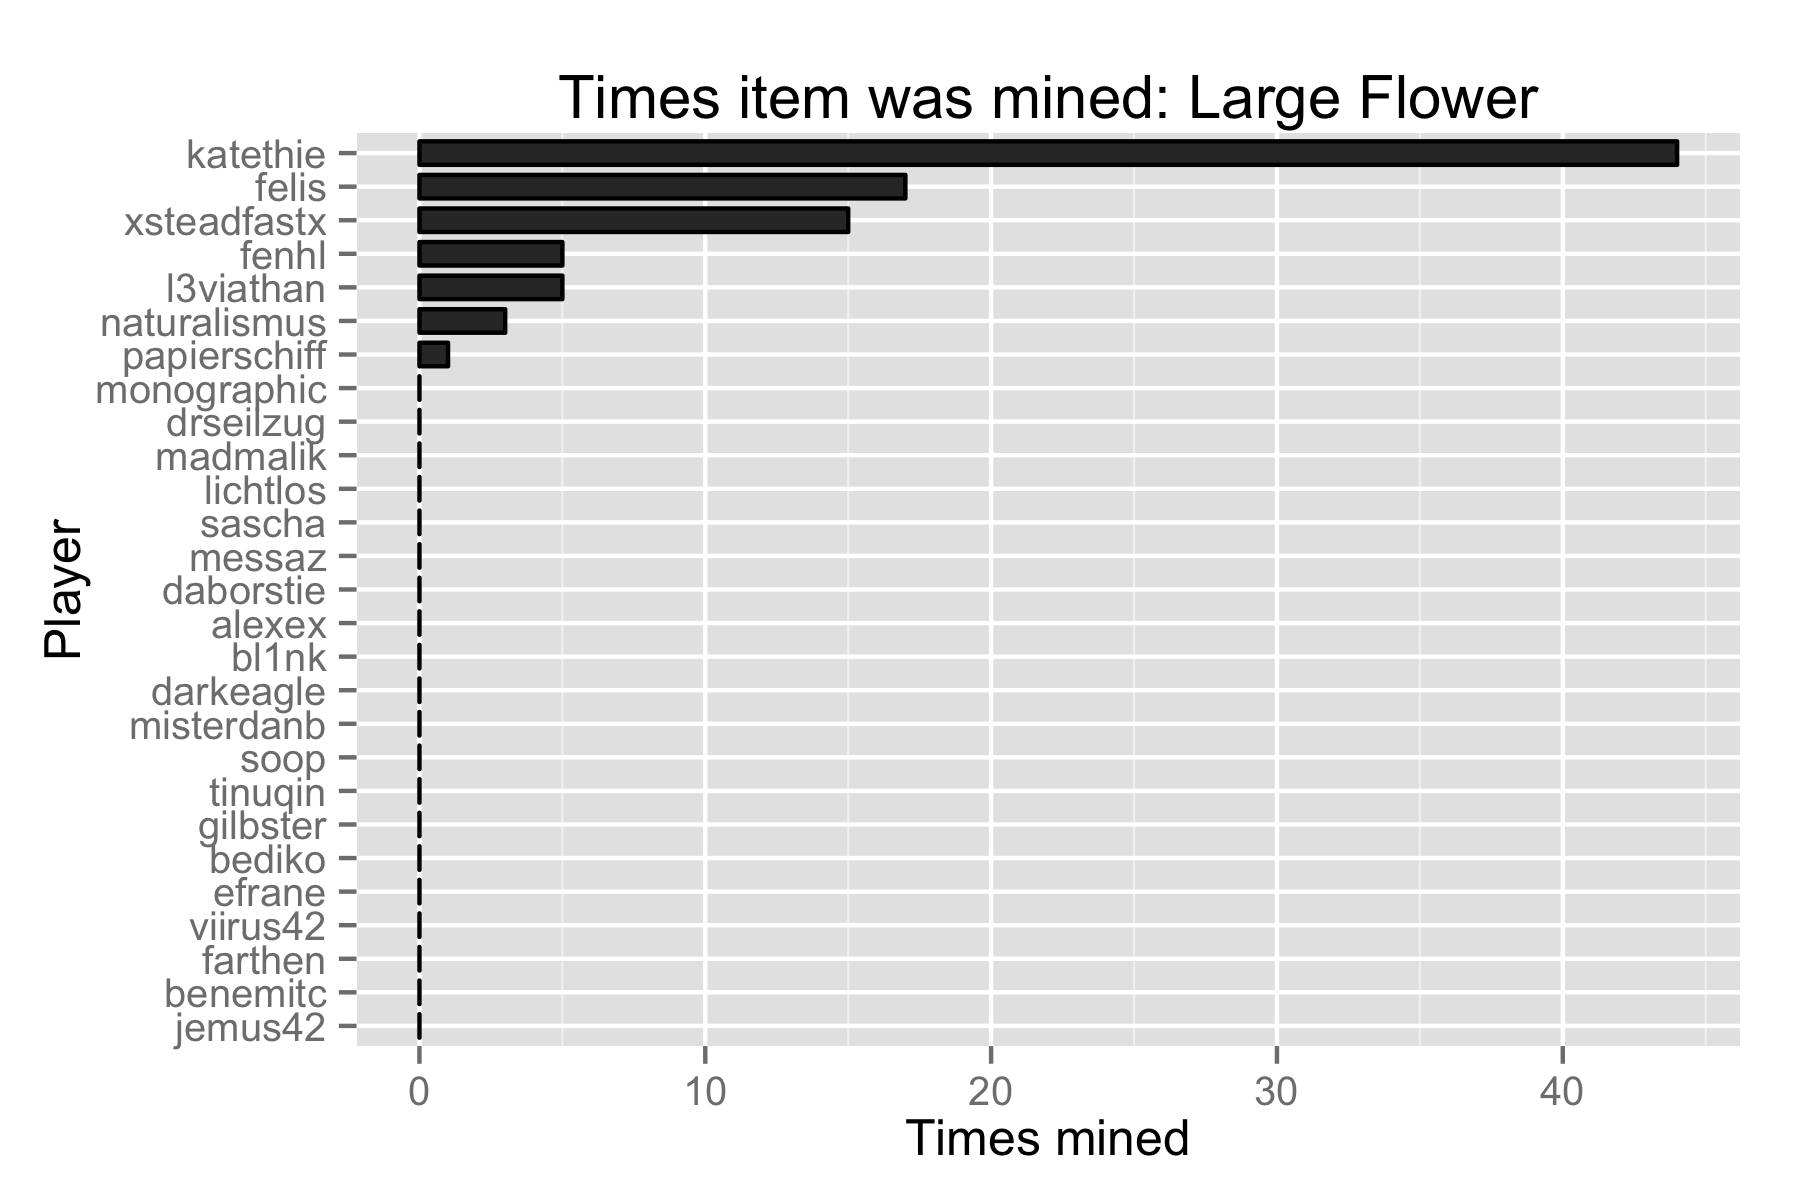 Times item was mined: Large Flower
katethie
felis
xsteadfastx
fenhl
l3viathan
naturalismus
papierschiff
monographic
drseilzug
madmalik
lichtlos
sascha
messaz
daborstie
alexex
bl1nk
darkeagle
misterdanb
soop
tinuqin
gilbster
bediko
efrane
viirus42
farthen
benemitc
jemus42
Player
0 10 20 30 40
Times mined